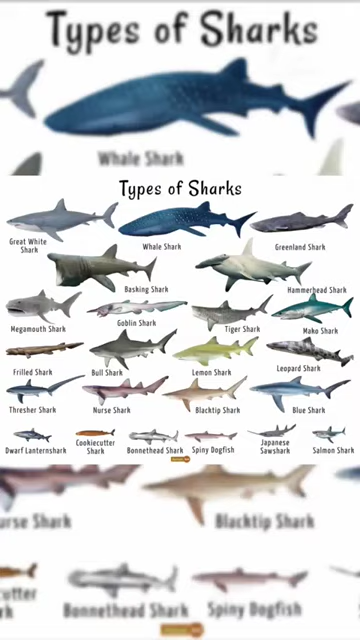 Types of Sharks
Whale Shark
Types of Sharks
Great White
Shark
Whale Shark
Greenland Shark
Basking Shark
Hammerhead Shark
Megamouth Shark
Goblin Shark
Tiger Shark
Mako Shark
Frilled Shark
Bull Shark
Lemon Shark
Leopard Shark
Thresher Shark
Nurse Shark
Blacktip Shark
Blue Shark
Dwarf Lanternshark
Cookiecutter
Shark
Bonnethead Shark
Spiny Dogfish
Japanese
Sawshark
Salmon Shark
urse Shark
Blacktip Shark
utter
rk
Bonnethead Shark
Spiny Dogfish